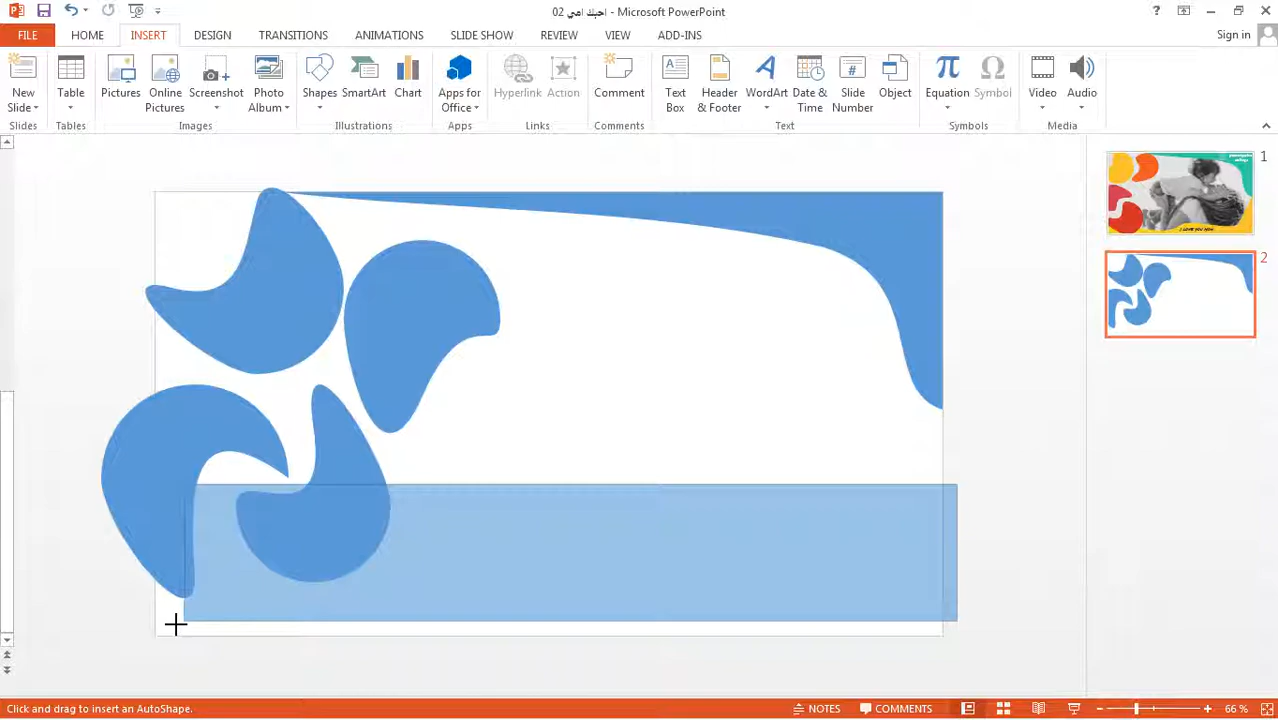 احبك امي 02 - Microsoft PowerPoint
FILE HOME INSERT DESIGN TRANSITIONS ANIMATIONS SLIDE SHOW REVIEW VIEW ADD-INS Sign in
New Slide Table Pictures Online Pictures Screenshot Photo Album Shapes SmartArt Chart Apps for Office Hyperlink Action Comment Text Box Header & Footer WordArt Date & Time Slide Number Object Equation Symbol Video Audio
Slides Tables Images Illustrations Apps Links Comments Text Symbols Media
1
I LOVE YOU MOM
2
Click and drag to insert an AutoShape. NOTES COMMENTS 66 %